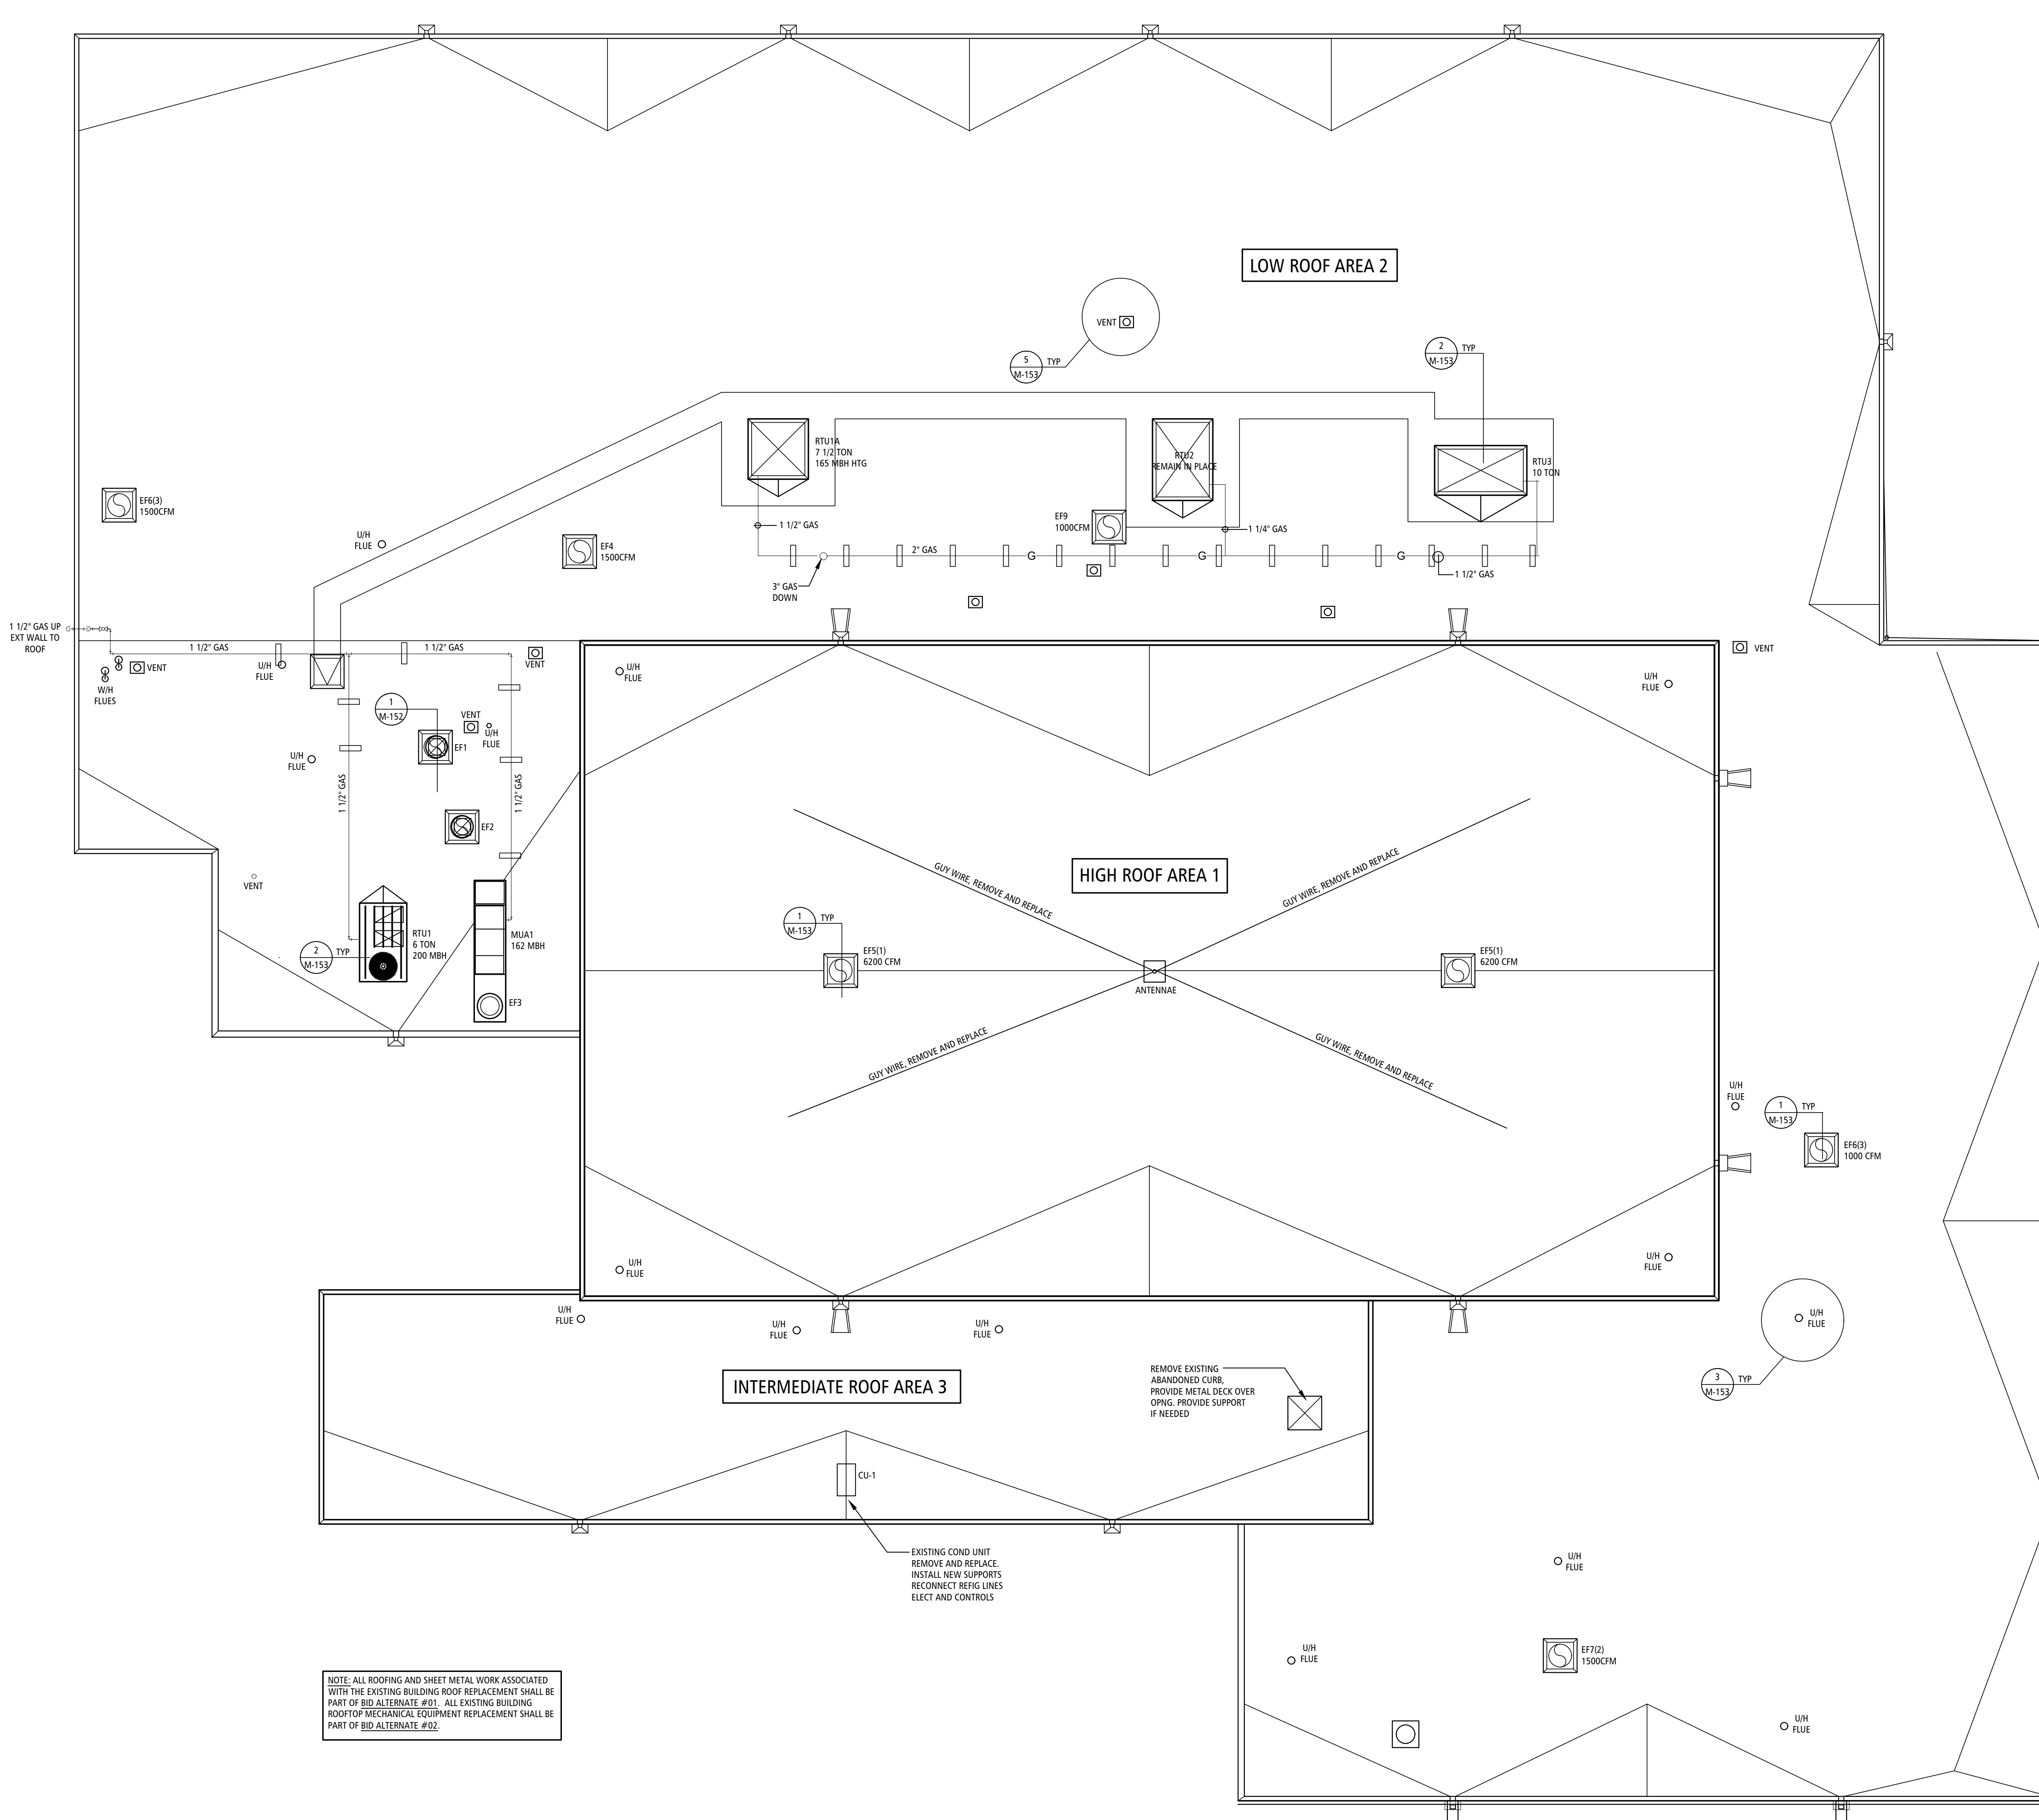 LOW ROOF AREA 2
VENT
5
M-153
TYP
2
M-153
TYP
RTU1A
7 1/2 TON
165 MBH HTG
RTU2
REMAIN IN PLACE
RTU3
10 TON
EF6(3)
1500CFM
U/H
FLUE
EF4
1500CFM
EF9
1000CFM
1 1/2" GAS
1 1/4" GAS
2" GAS
G
G
G
3" GAS
DOWN
1 1/2" GAS
1 1/2" GAS UP
EXT WALL TO
ROOF
1 1/2" GAS
1 1/2" GAS
VENT
W/H
FLUES
U/H
FLUE
VENT
U/H
FLUE
U/H
FLUE
VENT
1
M-152
VENT
U/H
FLUE
EF1
U/H
FLUE
1 1/2" GAS
1 1/2" GAS
EF2
VENT
HIGH ROOF AREA 1
GUY WIRE, REMOVE AND REPLACE
GUY WIRE, REMOVE AND REPLACE
1
M-153
TYP
RTU1
6 TON
200 MBH
2
M-153
TYP
MUA1
162 MBH
EF3
EF5(1)
6200 CFM
EF5(1)
6200 CFM
ANTENNAE
GUY WIRE, REMOVE AND REPLACE
GUY WIRE, REMOVE AND REPLACE
U/H
FLUE
1
M-153
TYP
EF6(3)
1000 CFM
U/H
FLUE
U/H
FLUE
U/H
FLUE
U/H
FLUE
U/H
FLUE
U/H
FLUE
3
M-153
TYP
INTERMEDIATE ROOF AREA 3
REMOVE EXISTING
ABANDONED CURB,
PROVIDE METAL DECK OVER
OPNG. PROVIDE SUPPORT
IF NEEDED
CU-1
EXISTING COND UNIT
REMOVE AND REPLACE.
INSTALL NEW SUPPORTS
RECONNECT REFIG LINES
ELECT AND CONTROLS
U/H
FLUE
U/H
FLUE
EF7(2)
1500CFM
U/H
FLUE
NOTE: ALL ROOFING AND SHEET METAL WORK ASSOCIATED
WITH THE EXISTING BUILDING ROOF REPLACEMENT SHALL BE
PART OF BID ALTERNATE #01. ALL EXISTING BUILDING
ROOFTOP MECHANICAL EQUIPMENT REPLACEMENT SHALL BE
PART OF BID ALTERNATE #02.